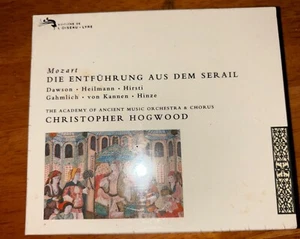 L'OISEAU-LYRE
Mozart
DIE ENTFÜHRUNG AUS DEM SERAIL
Dawson · Heilmann · Hirsti
Gahmlich · von Kannen · Hinze
THE ACADEMY OF ANCIENT MUSIC ORCHESTRA & CHORUS
CHRISTOPHER HOGWOOD